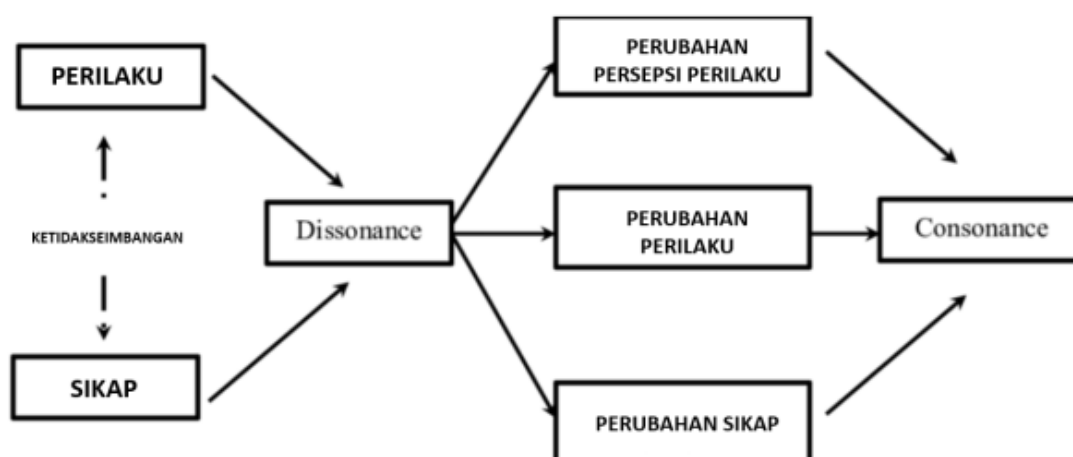 PERILAKU
KETIDAKSEIMBANGAN
SIKAP
Dissonance
PERUBAHAN
PERSEPSI PERILAKU
PERUBAHAN
PERILAKU
PERUBAHAN SIKAP
Consonance